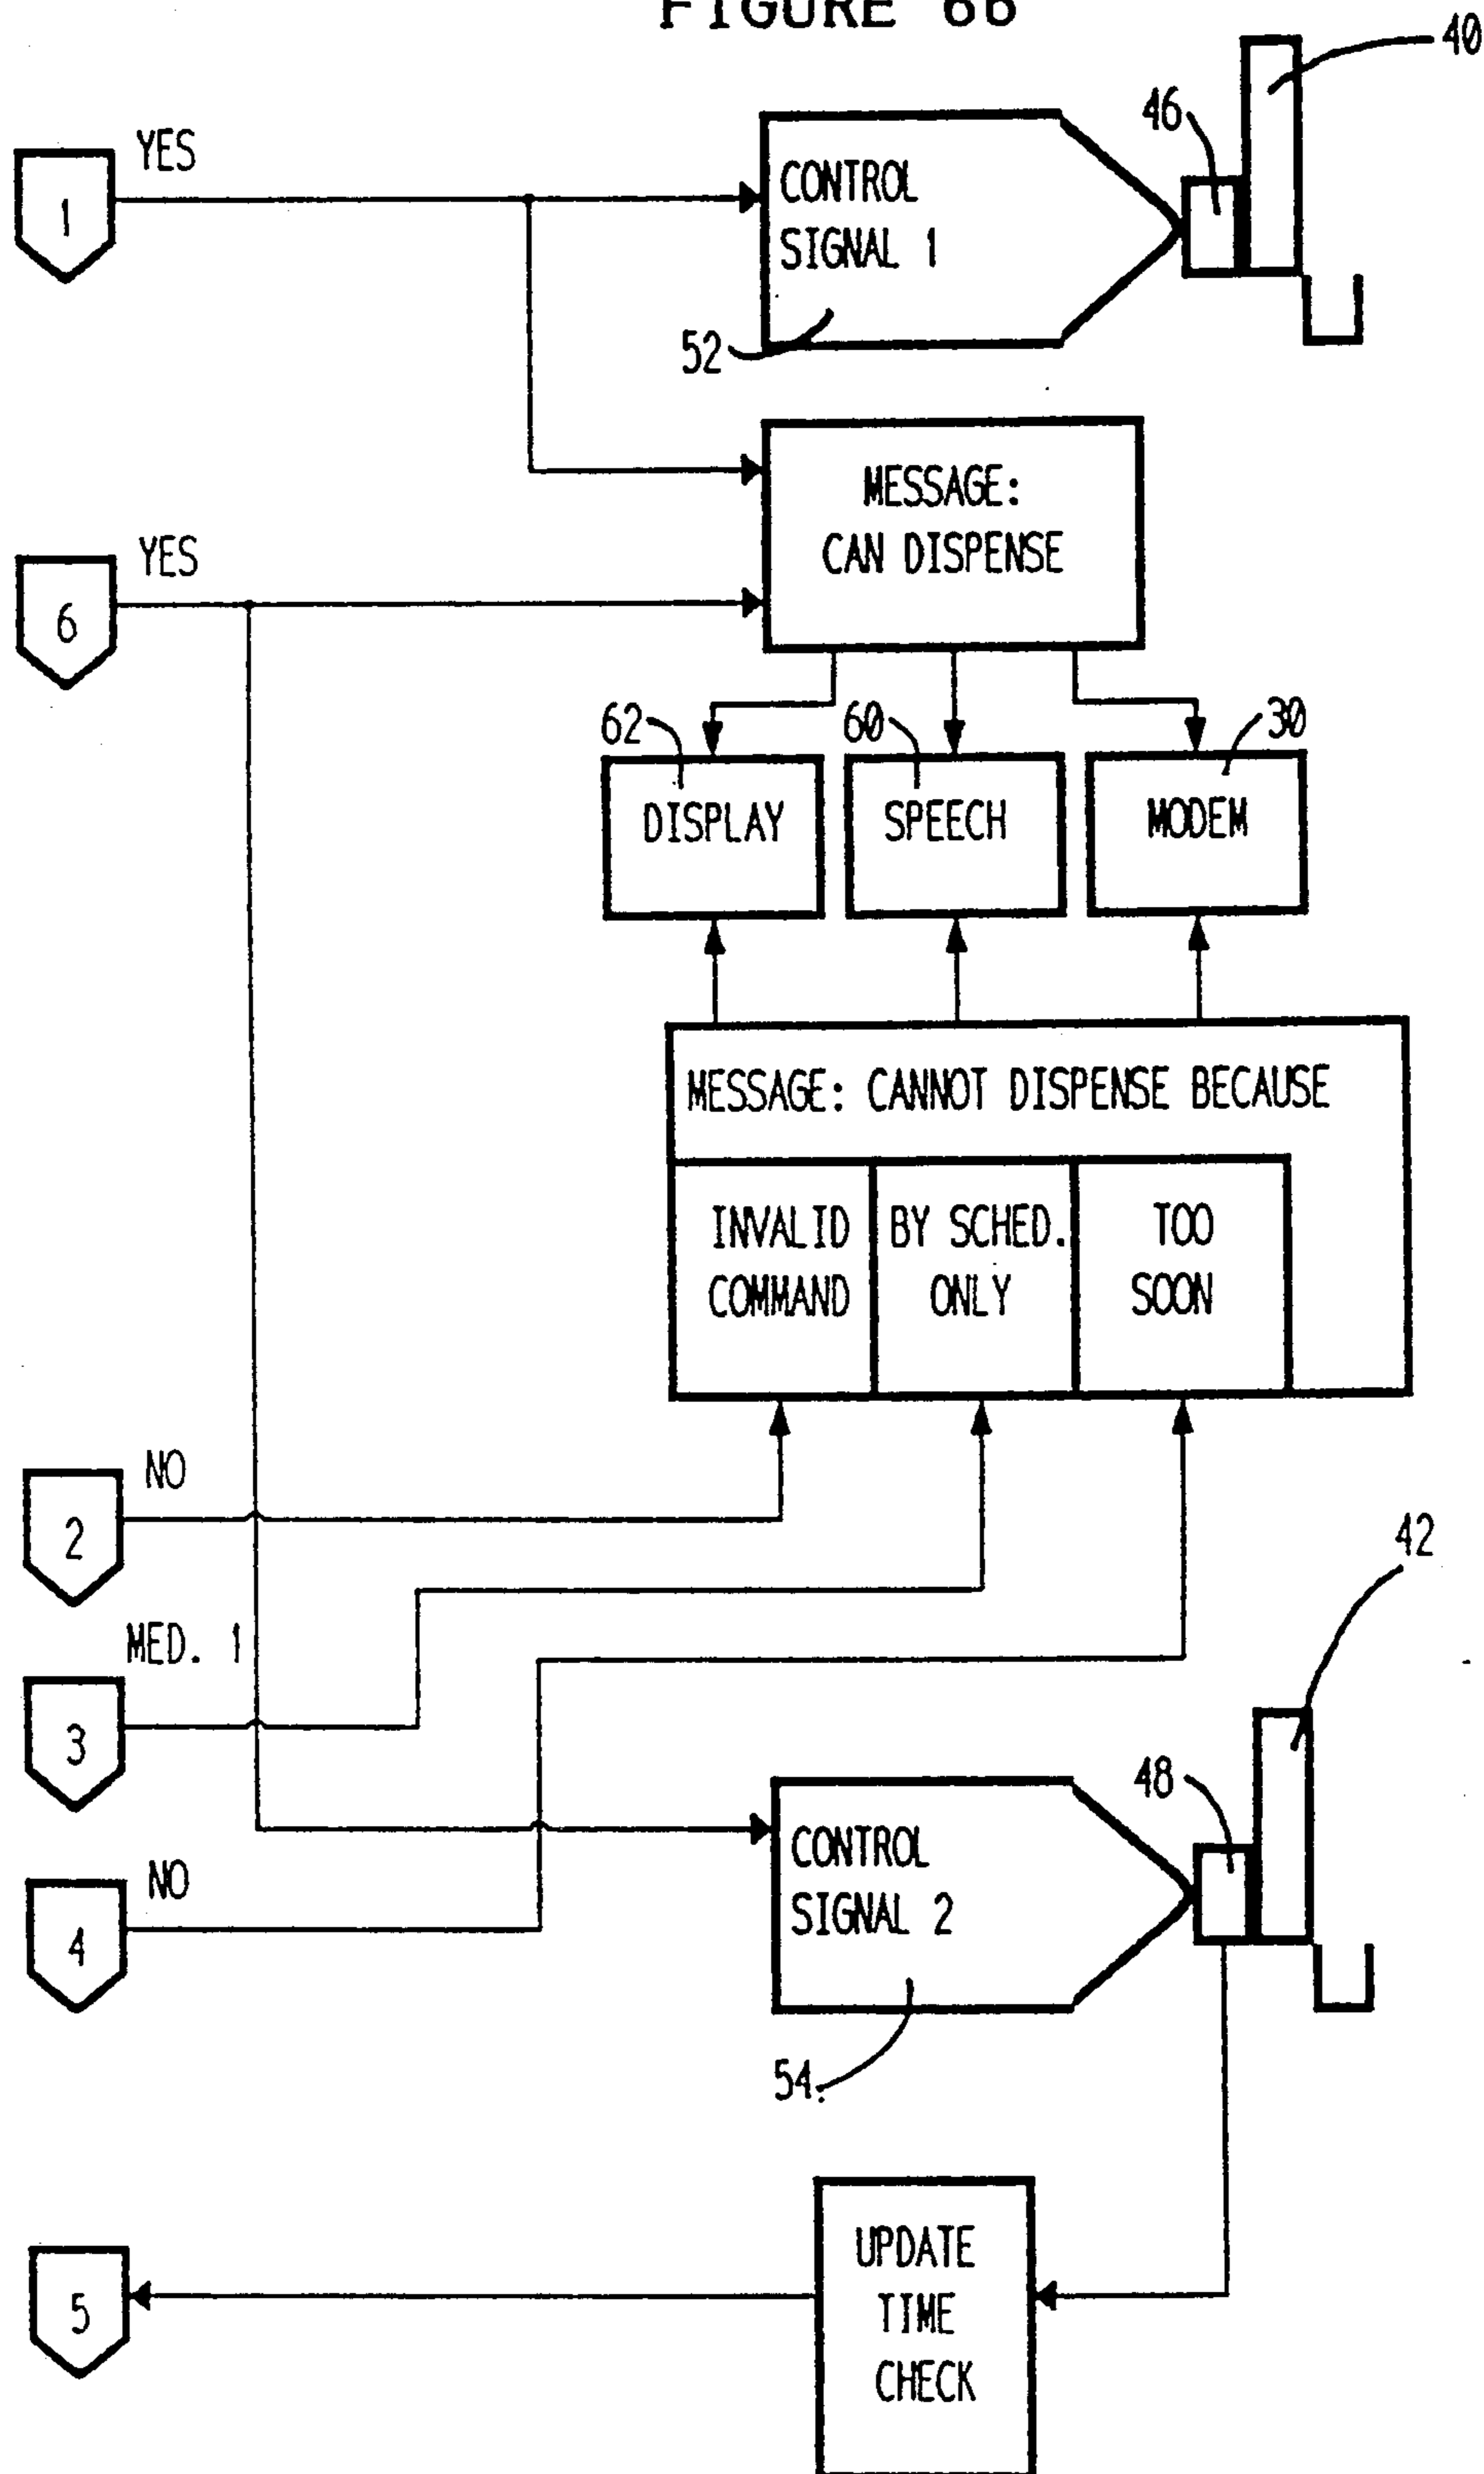 FIGURE 6b
40
46
YES
1
CONTROL
SIGNAL 1
52
MESSAGE:
CAN DISPENSE
YES
6
62
60
30
DISPLAY
SPEECH
MODEM
MESSAGE: CANNOT DISPENSE BECAUSE
INVALID
COMMAND
BY SCHED.
ONLY
TOO
SOON
NO
2
42
MED. 1
3
48
CONTROL
SIGNAL 2
NO
4
54
UPDATE
TIME
CHECK
5